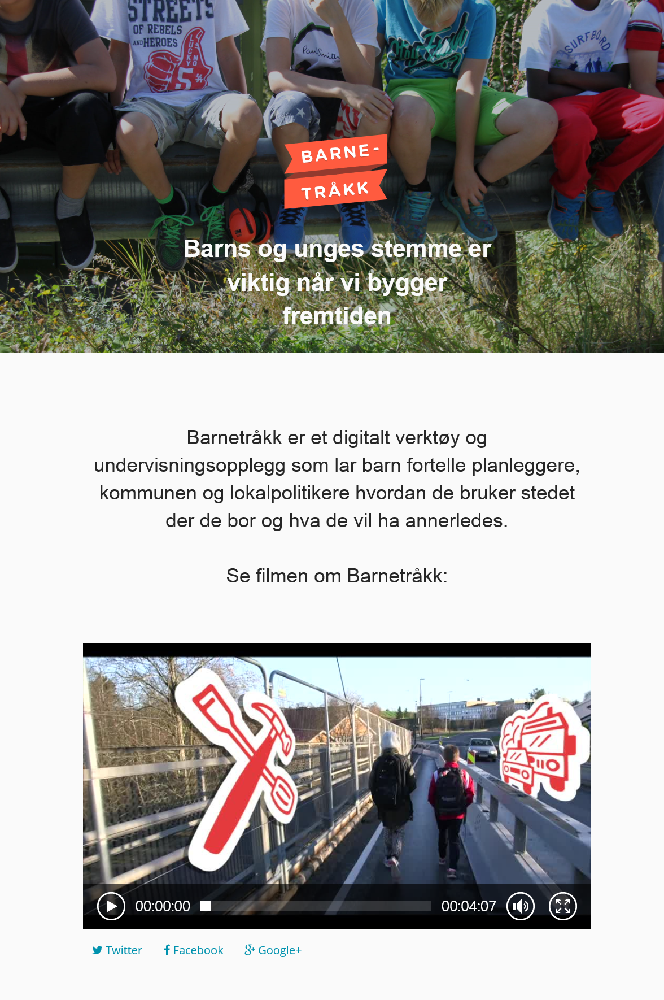 STREETS
OF REBELS
AND HEROES
LUCKY
NO
5
Paul Smith
SURFBORD
BARNE-
TRÅKK
Barns og unges stemme er
viktig når vi bygger
fremtiden
Barnetråkk er et digitalt verktøy og
undervisningsopplegg som lar barn fortelle planleggere,
kommunen og lokalpolitikere hvordan de bruker stedet
der de bor og hva de vil ha annerledes.
Se filmen om Barnetråkk:
00:00:00
00:04:07
Twitter
Facebook
Google+